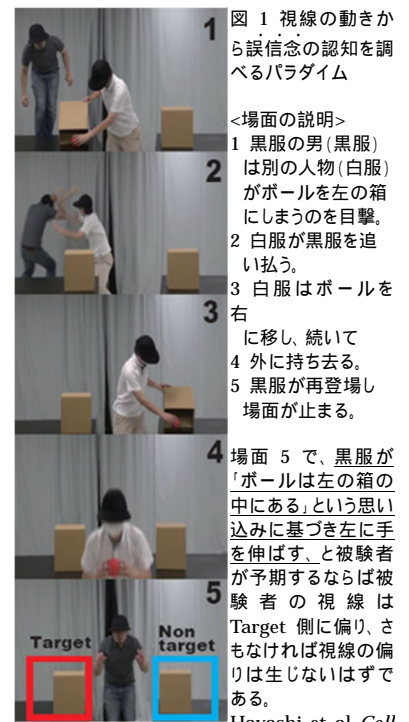 1
2
3
4
5
Target
Non
target
図 1 視線の動きか
ら誤信念の認知を調
べるパラダイム
<場面の説明>
1 黒服の男(黒服)
は別の人物(白服)
がボールを左の箱
にしまうのを目撃。
2 白服が黒服を追
い払う。
3 白服はボールを
右
に移し、続いて
4 外に持ち去る。
5 黒服が再登場し
場面が止まる。
場面 5 で、黒服が
「ボールは左の箱の
中にある」という思い
込みに基づき左に手
を伸ばす、と被験者
が予期するならば被
験者の視線は
Target 側に偏り、さ
もなければ視線の偏
りは生じないはずで
ある。
Hayashi et al Cell